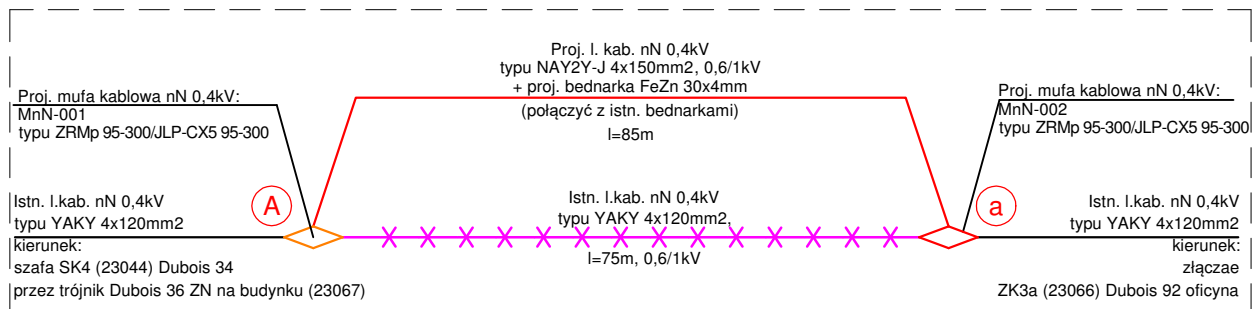 Proj. l. kab. nN 0,4kV
typu NAY2Y-J 4x150mm2, 0,6/1kV
+ proj. bednarka FeZn 30x4mm
(połączyć z istn. bednarkami)
l=85m
Proj. mufa kablowa nN 0,4kV:
MnN-001
typu ZRMp 95-300/JLP-CX5 95-300
Proj. mufa kablowa nN 0,4kV:
MnN-002
typu ZRMp 95-300/JLP-CX5 95-300
A
a
Istn. l.kab. nN 0,4kV
typu YAKY 4x120mm2
kierunek:
szafa SK4 (23044) Dubois 34
przez trójnik Dubois 36 ZN na budynku (23067)
Istn. l.kab. nN 0,4kV
typu YAKY 4x120mm2,
l=75m, 0,6/1kV
Istn. l.kab. nN 0,4kV
typu YAKY 4x120mm2
kierunek:
złączae
ZK3a (23066) Dubois 92 oficyna